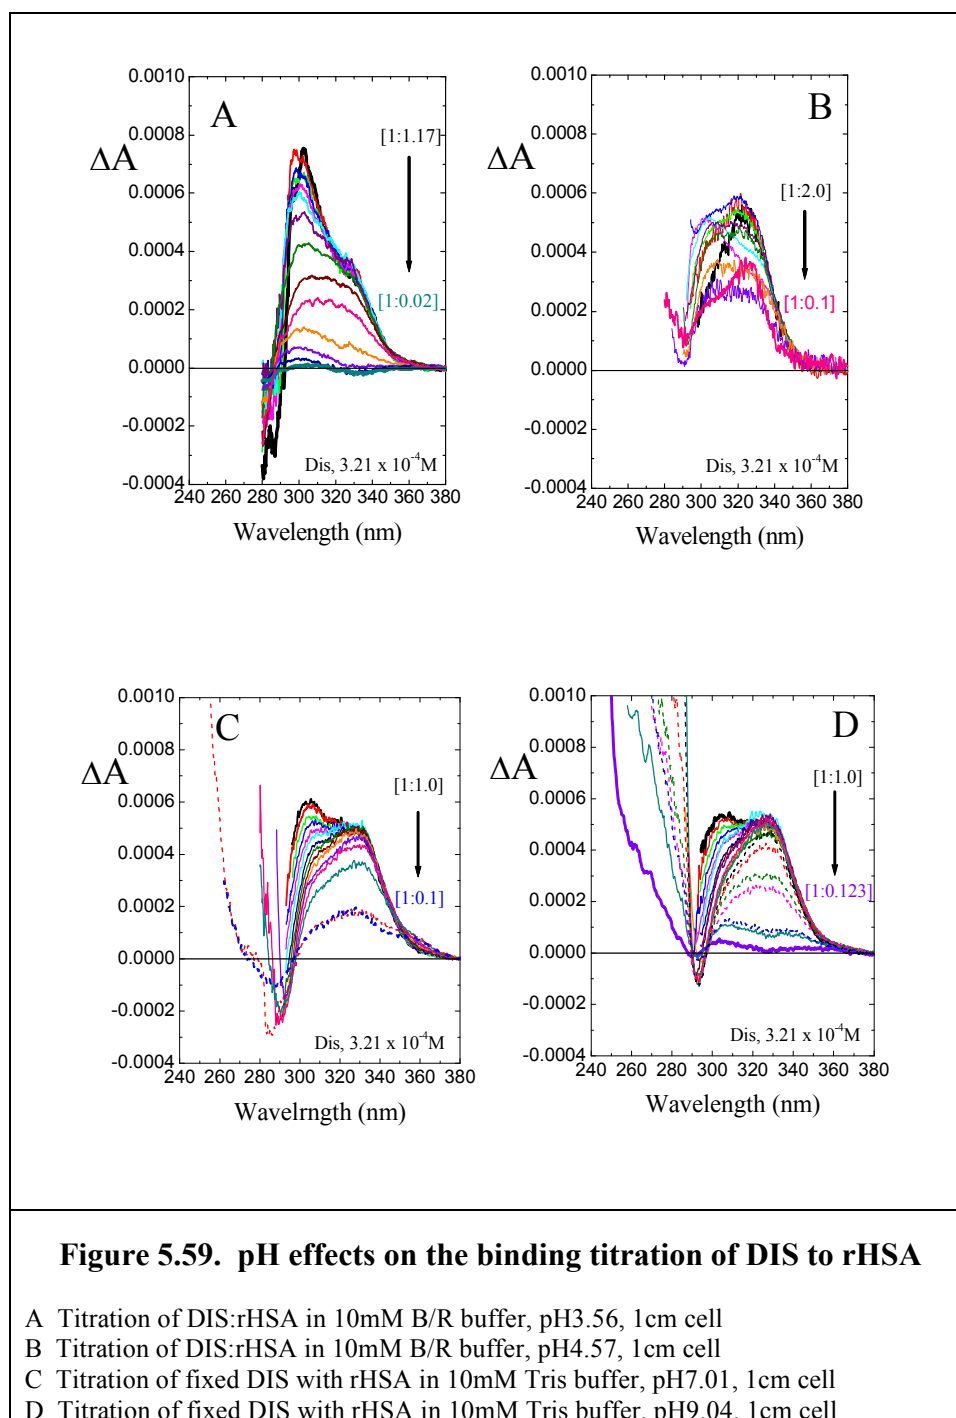 A
B
ΔA
ΔA
0.0010
0.0008
0.0006
0.0004
0.0002
0.0000
-0.0002
-0.0004
240 260 280 300 320 340 360 380
Wavelength (nm)
[1:1.17]
[1:0.02]
Dis, 3.21 x 10⁻⁴M
0.0010
0.0008
0.0006
0.0004
0.0002
0.0000
-0.0002
-0.0004
240 260 280 300 320 340 360 380
Wavelength (nm)
[1:2.0]
[1:0.1]
Dis, 3.21 x 10⁻⁴M
C
D
ΔA
ΔA
0.0010
0.0008
0.0006
0.0004
0.0002
0.0000
-0.0002
-0.0004
240 260 280 300 320 340 360 380
Wavelrngth (nm)
[1:1.0]
[1:0.1]
Dis, 3.21 x 10⁻⁴M
0.0010
0.0008
0.0006
0.0004
0.0002
0.0000
-0.0002
-0.0004
240 260 280 300 320 340 360 380
Wavelength (nm)
[1:1.0]
[1:0.123]
Dis, 3.21 x 10⁻⁴M
Figure 5.59. pH effects on the binding titration of DIS to rHSA
A Titration of DIS:rHSA in 10mM B/R buffer, pH3.56, 1cm cell
B Titration of DIS:rHSA in 10mM B/R buffer, pH4.57, 1cm cell
C Titration of fixed DIS with rHSA in 10mM Tris buffer, pH7.01, 1cm cell
D Titration of fixed DIS with rHSA in 10mM Tris buffer, pH9.04, 1cm cell